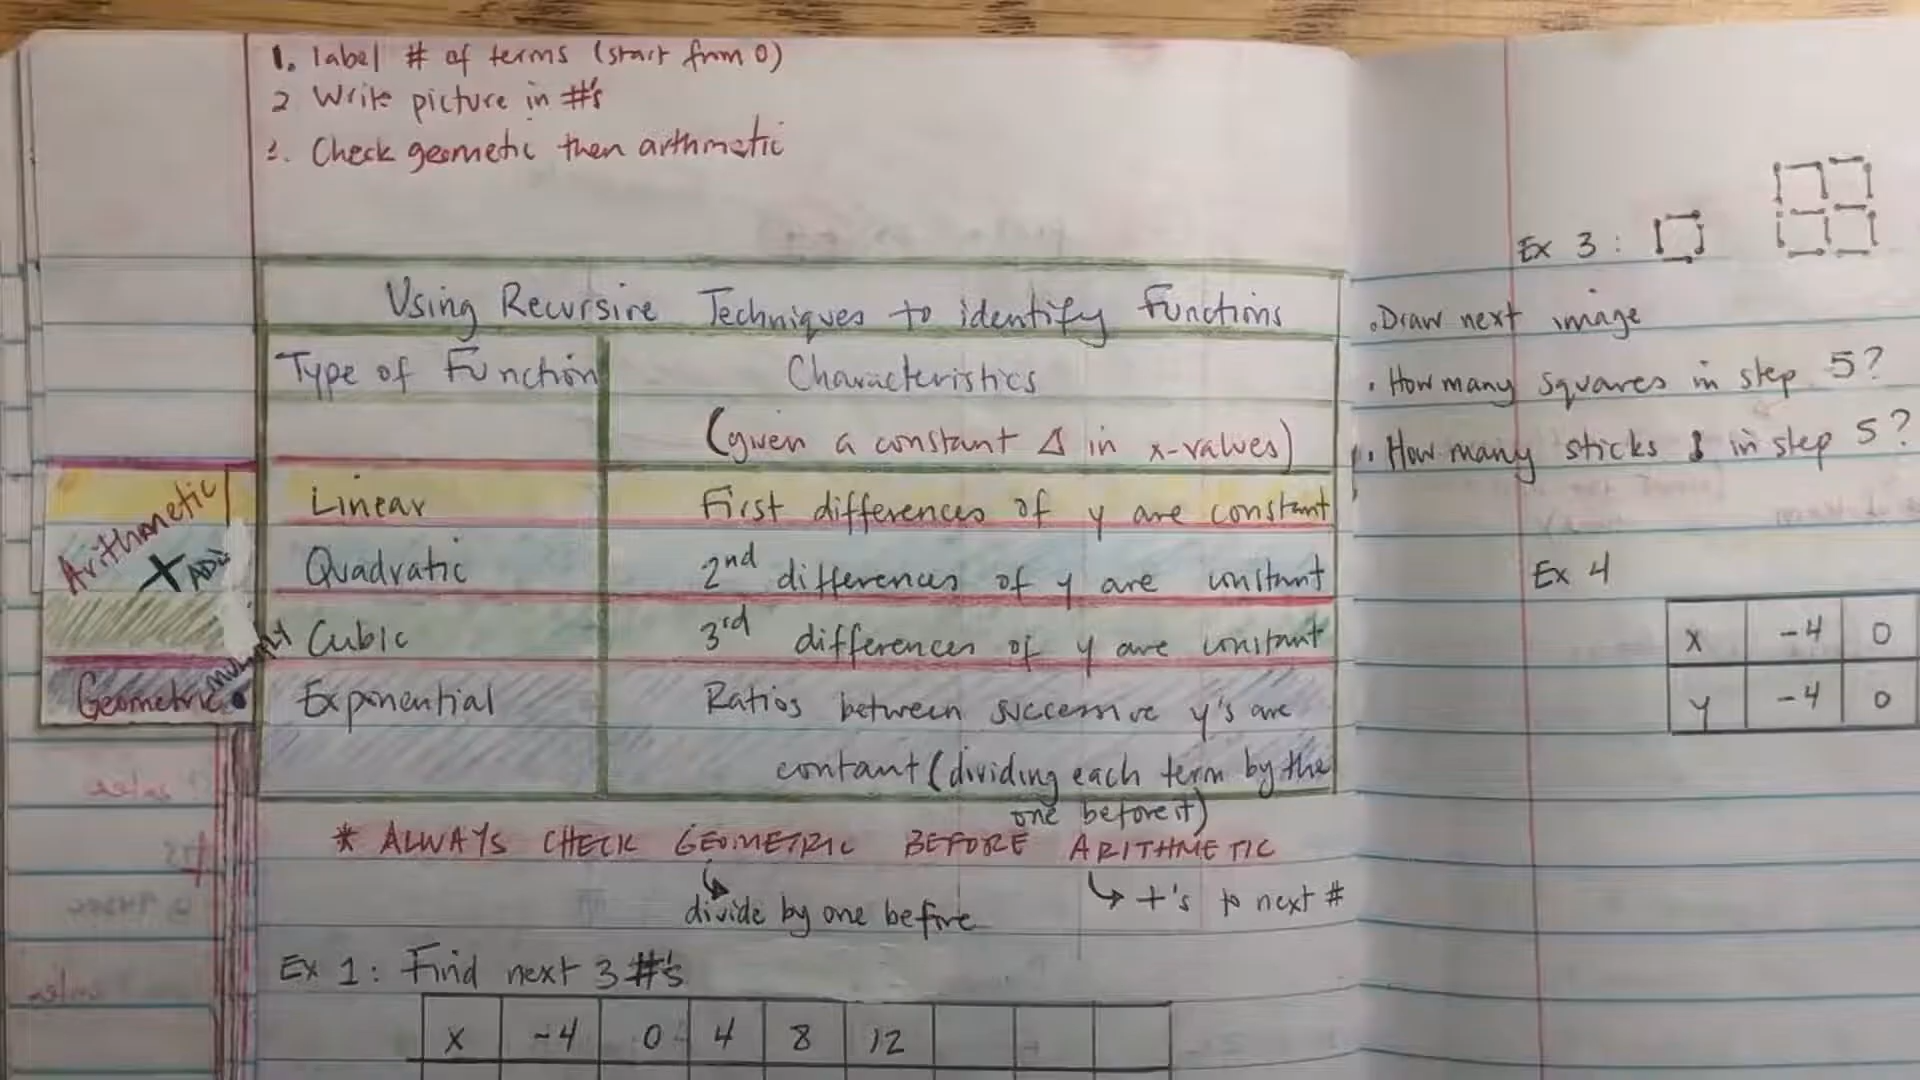 1. label # of terms (start from 0)
2 Write picture in #'s
3. Check geometic then arthmatic
Using Recursive Techniques to identify Functions
Type of Function
Characteristics
(given a constant Δ in x-values)
Linear
First differences of y are constant
Quadratic
2nd differences of y are constant
Cubic
3rd differences of y are constant
Exponential
Ratios between successive y's are
contant (dividing each term by the
one before it)
Arithmetic
+ ADD
Geometric
* ALWAYS CHECK GEOMETRIC BEFORE ARITHMETIC
↳ divide by one before
↳ +'s to next #
Ex 1: Find next 3 #'s
x -4 0 4 8 12
Ex 3:
.Draw next image
. How many squares in step 5?
. How many sticks in step 5?
Ex 4
x -4 0
y -4 0